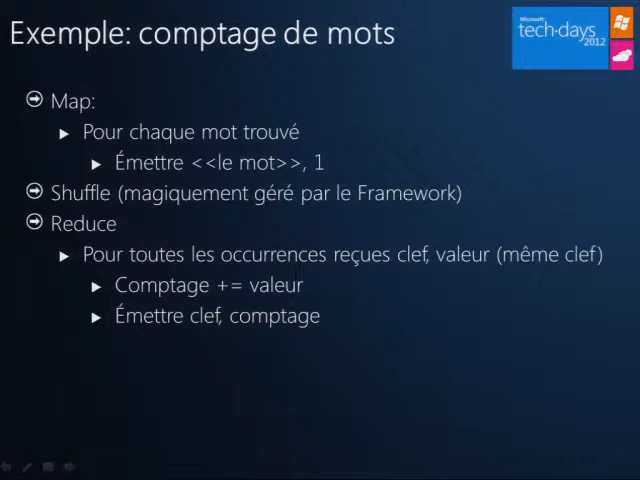 Exemple: comptage de mots
Microsoft
tech·days
2012
Map:
Pour chaque mot trouvé
Émettre <<le mot>>, 1
Shuffle (magiquement géré par le Framework)
Reduce
Pour toutes les occurrences reçues clef, valeur (même clef)
Comptage += valeur
Émettre clef, comptage